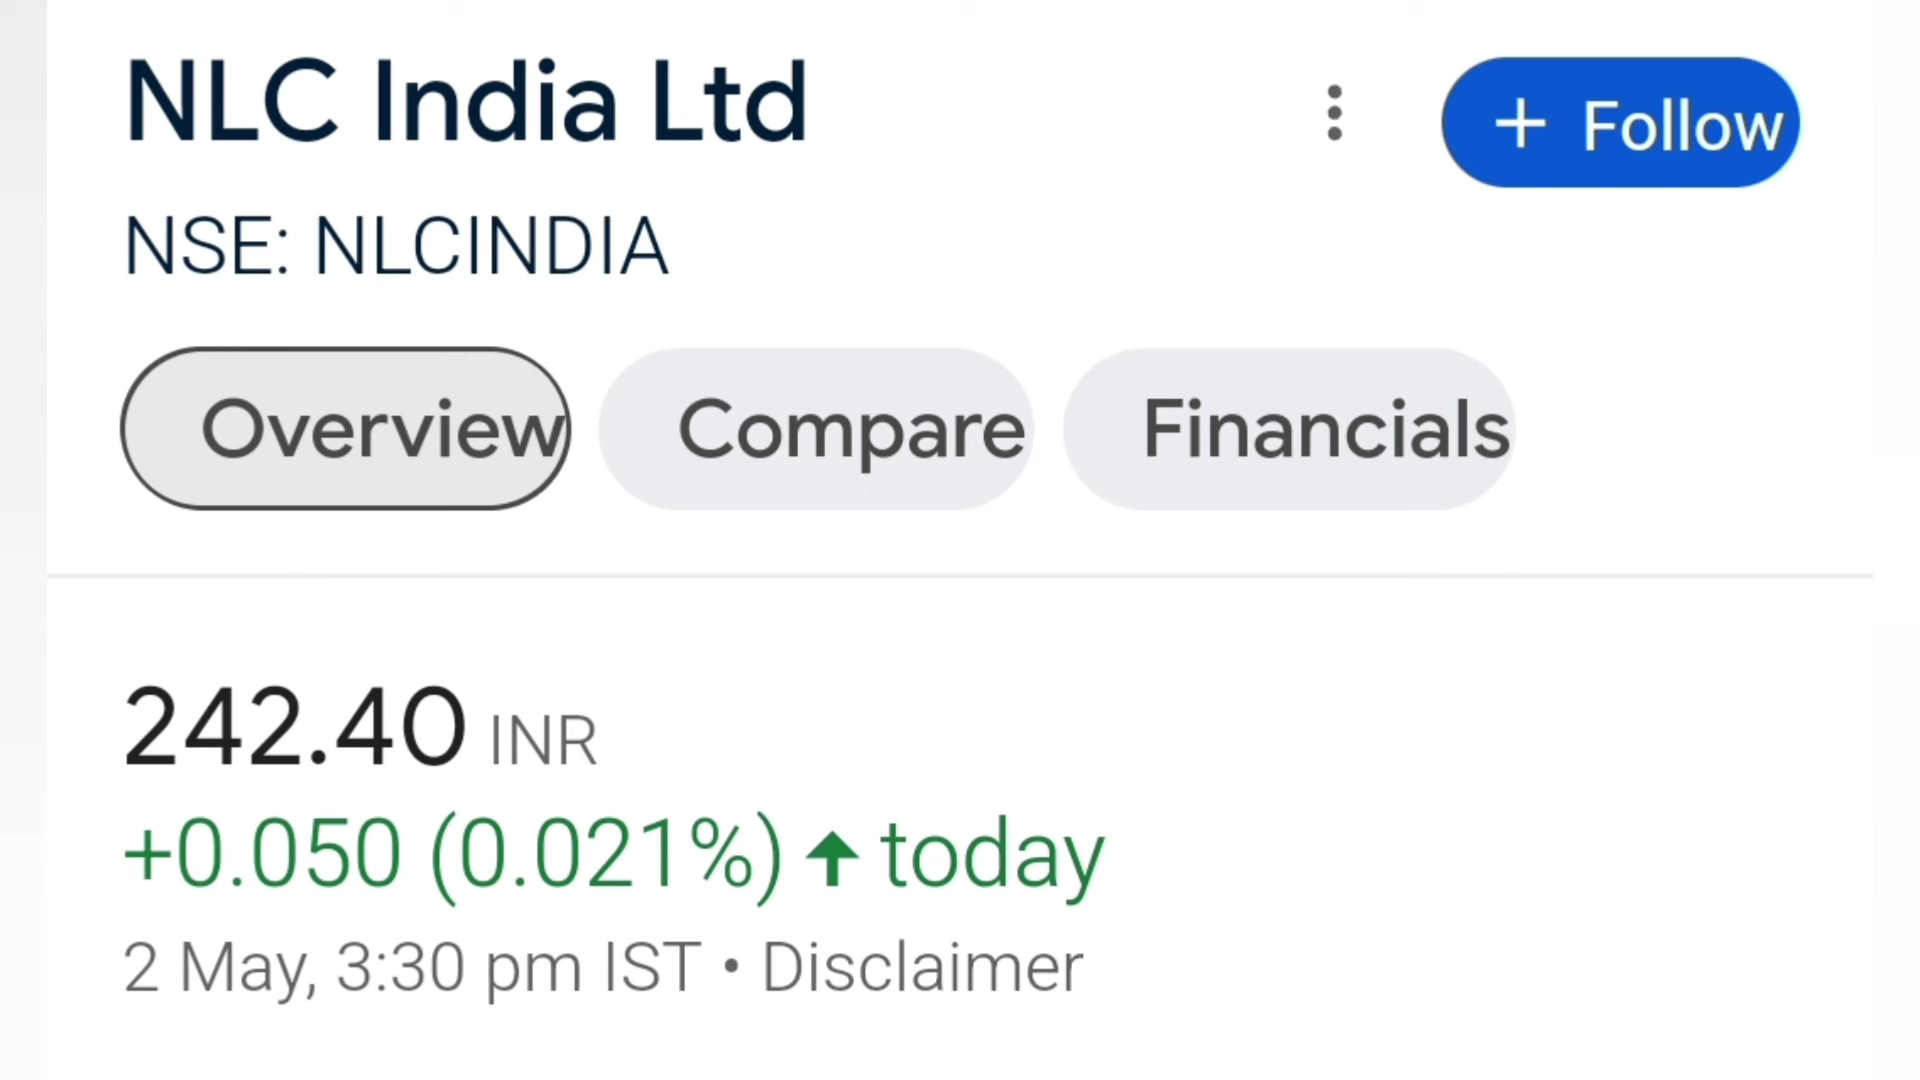 NLC India Ltd
+ Follow
NSE: NLCINDIA
Overview
Compare
Financials
242.40 INR
+0.050 (0.021%) ↑ today
2 May, 3:30 pm IST • Disclaimer